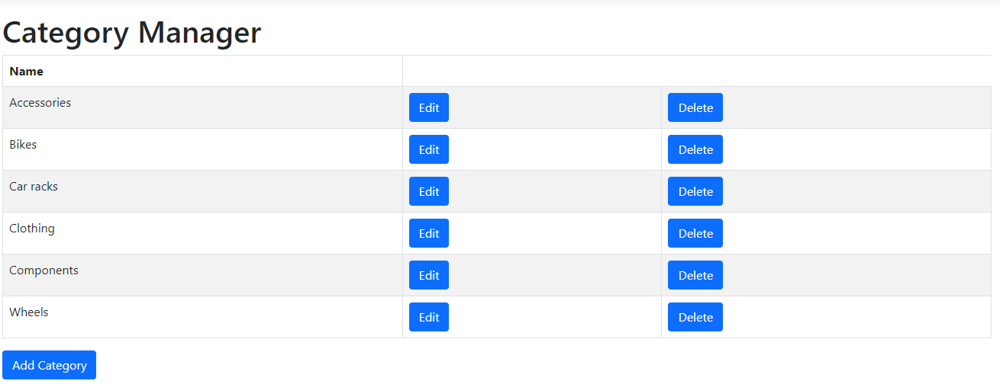 Category Manager
Name
Accessories Edit Delete
Bikes Edit Delete
Car racks Edit Delete
Clothing Edit Delete
Components Edit Delete
Wheels Edit Delete
Add Category